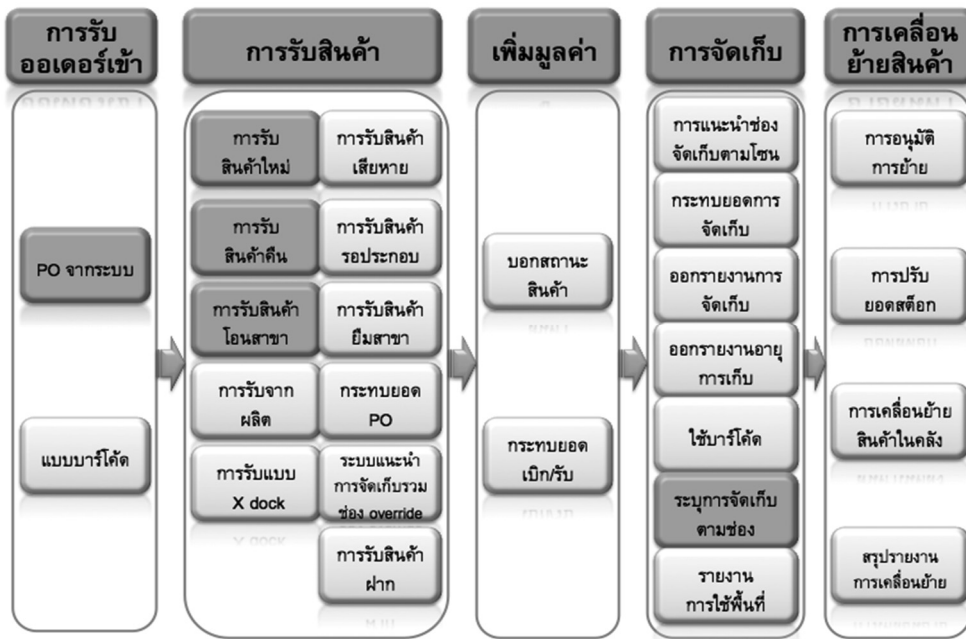 การรับ
ออเดอร์เข้า
PO จากระบบ
แบบบาร์โค้ด
การรับสินค้า
การรับ
สินค้าใหม่
การรับสินค้า
เสียหาย
การรับ
สินค้าคืน
การรับสินค้า
รอประกอบ
การรับสินค้า
โอนสาขา
การรับสินค้า
ยืมสาขา
การรับจาก
ผลิต
กระทบยอด
PO
การรับแบบ
X dock
ระบบแนะนำ
การจัดเก็บรวม
ช่อง override
การรับสินค้า
ฝาก
เพิ่มมูลค่า
บอกสถานะ
สินค้า
กระทบยอด
เบิก/รับ
การจัดเก็บ
การแนะนำช่อง
จัดเก็บตามโซน
กระทบยอดการ
จัดเก็บ
ออกรายงานการ
จัดเก็บ
ออกรายงานอายุ
การเก็บ
ใช้บาร์โค้ด
ระบุการจัดเก็บ
ตามช่อง
รายงาน
การใช้พื้นที่
การเคลื่อน
ย้ายสินค้า
การอนุมัติ
การย้าย
การปรับ
ยอดสต็อก
การเคลื่อนย้าย
สินค้าในคลัง
สรุปรายงาน
การเคลื่อนย้าย